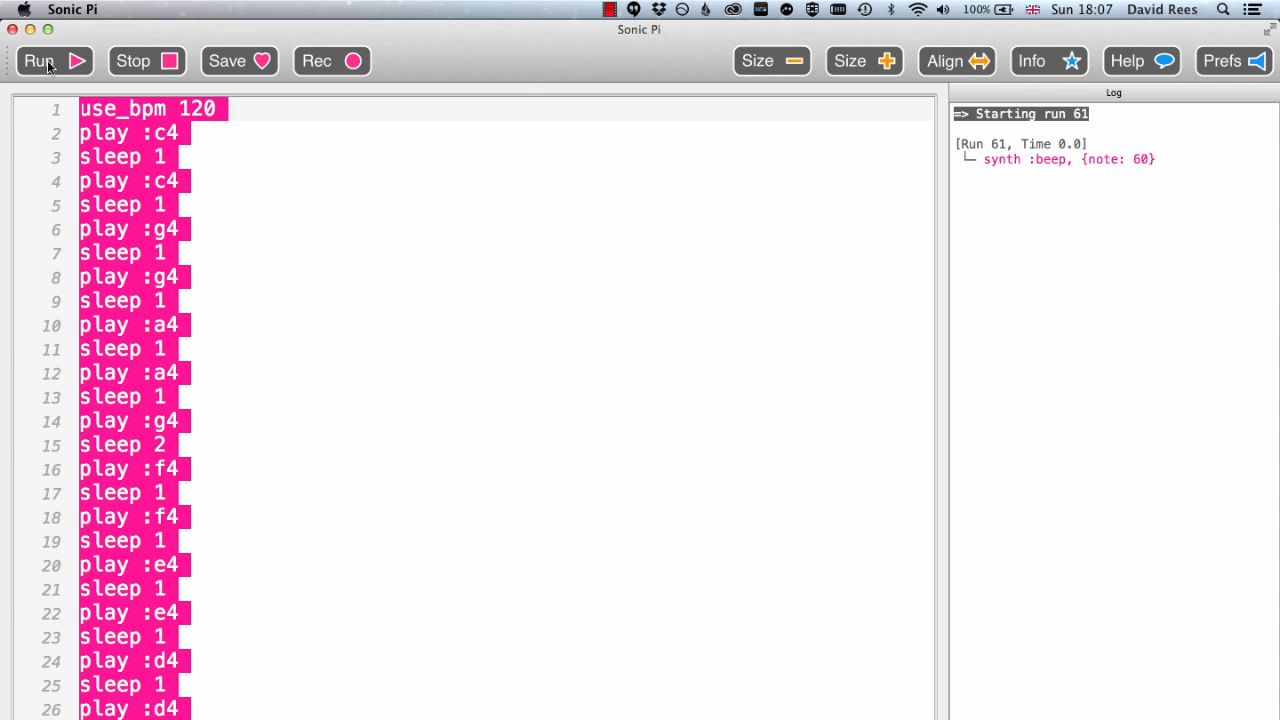 Sonic Pi 100% Sun 18:07 David Rees
Sonic Pi
Run Stop Save Rec Size Size Align Info Help Prefs
Log
1 use_bpm 120
2 play :c4
3 sleep 1
4 play :c4
5 sleep 1
6 play :g4
7 sleep 1
8 play :g4
9 sleep 1
10 play :a4
11 sleep 1
12 play :a4
13 sleep 1
14 play :g4
15 sleep 2
16 play :f4
17 sleep 1
18 play :f4
19 sleep 1
20 play :e4
21 sleep 1
22 play :e4
23 sleep 1
24 play :d4
25 sleep 1
26 play :d4
=> Starting run 61
[Run 61, Time 0.0]
└─ synth :beep, {note: 60}